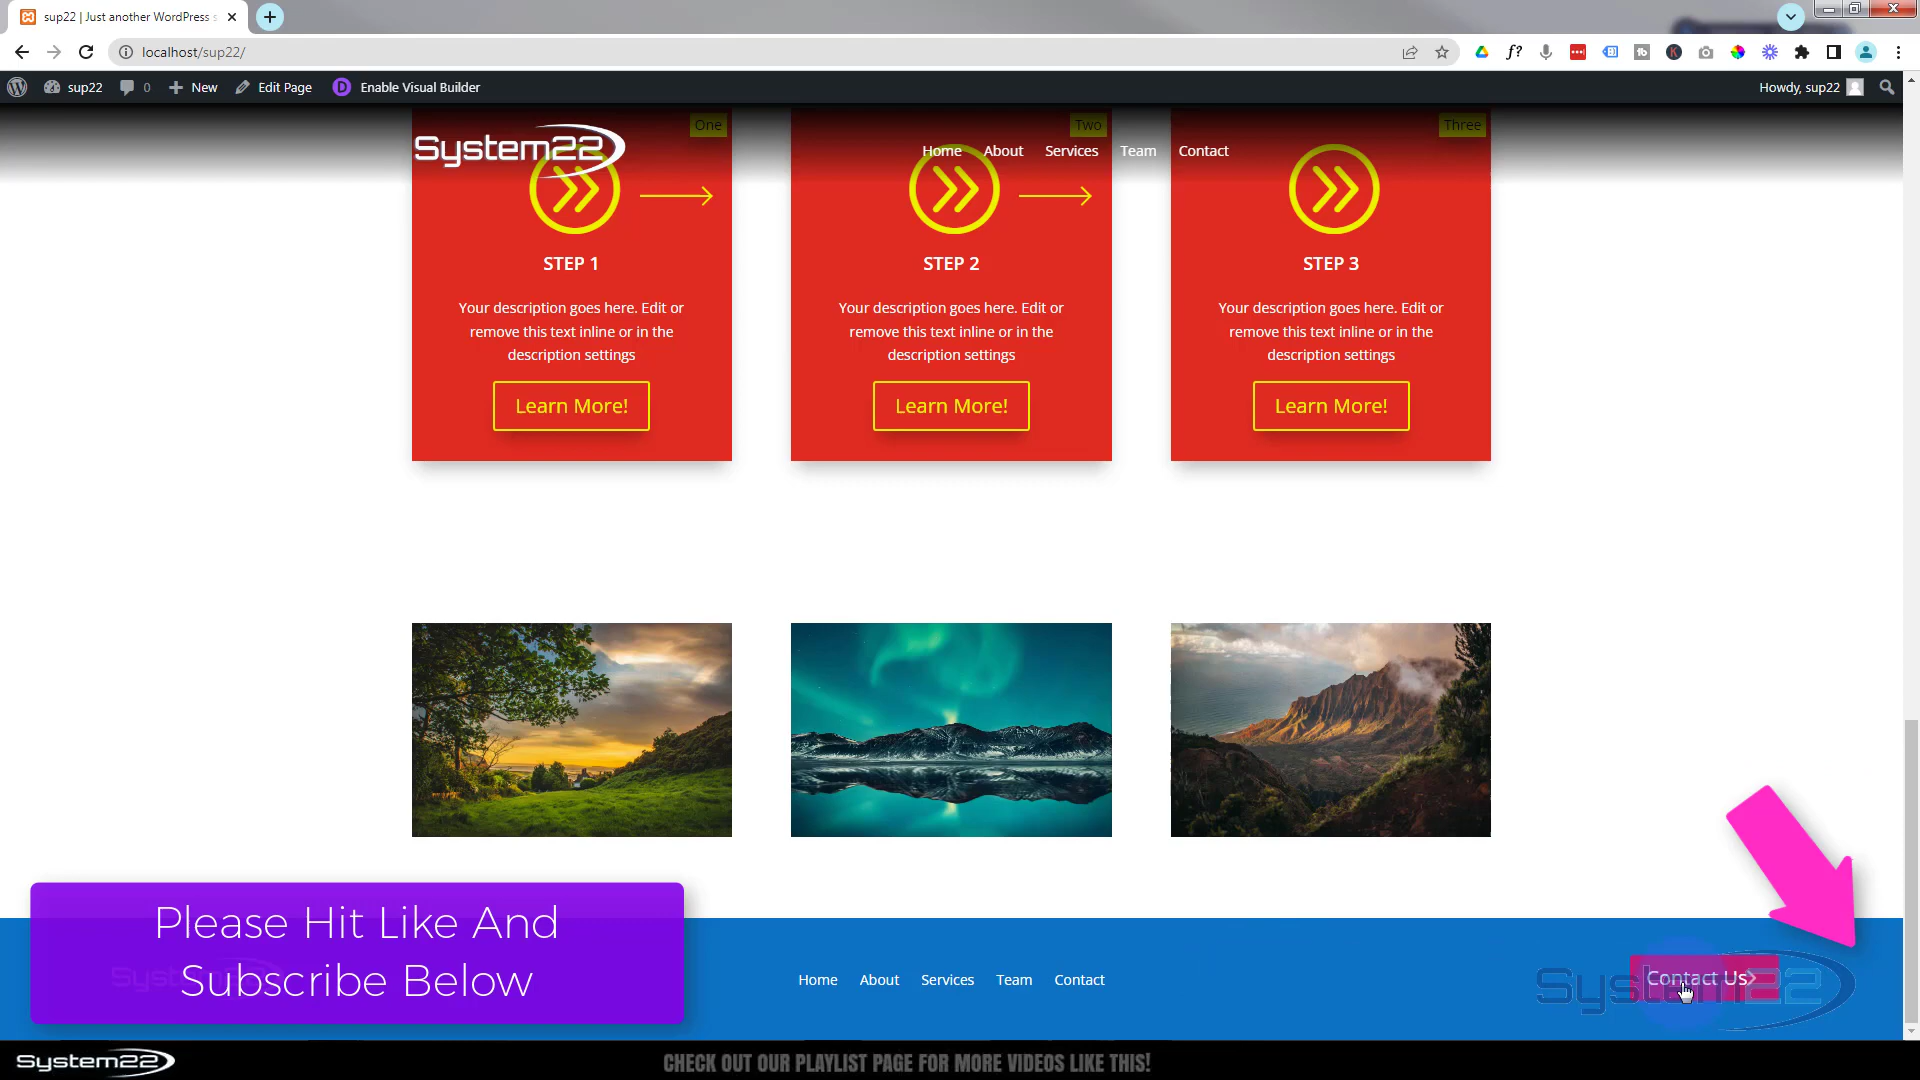 sup22 | Just another WordPress s
localhost/sup22/
sup22 0 New Edit Page Enable Visual Builder Howdy, sup22
One Two Three
System22
Home About Services Team Contact
STEP 1 STEP 2 STEP 3
Your description goes here. Edit or Your description goes here. Edit or Your description goes here. Edit or
remove this text inline or in the remove this text inline or in the remove this text inline or in the
description settings description settings description settings
Learn More! Learn More! Learn More!
Please Hit Like And
Subscribe Below
System22
Home About Services Team Contact
Contact Us
System22
System22
CHECK OUT OUR PLAYLIST PAGE FOR MORE VIDEOS LIKE THIS!